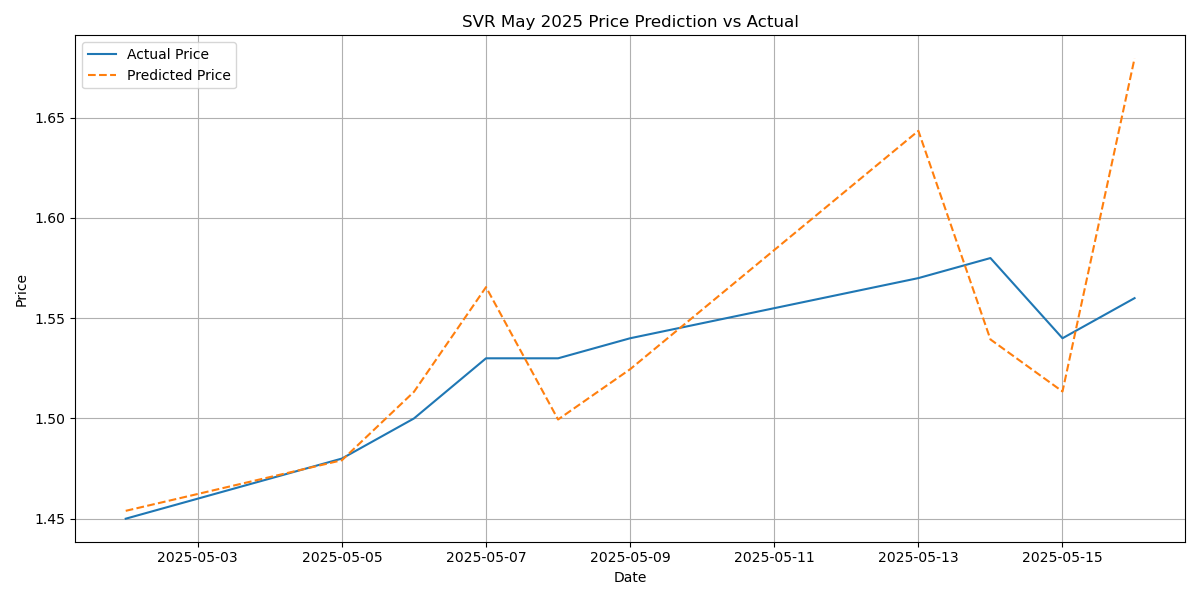 SVR May 2025 Price Prediction vs Actual
Actual Price
Predicted Price
1.65
1.60
1.55
1.50
1.45
Price
2025-05-03 2025-05-05 2025-05-07 2025-05-09 2025-05-11 2025-05-13 2025-05-15
Date